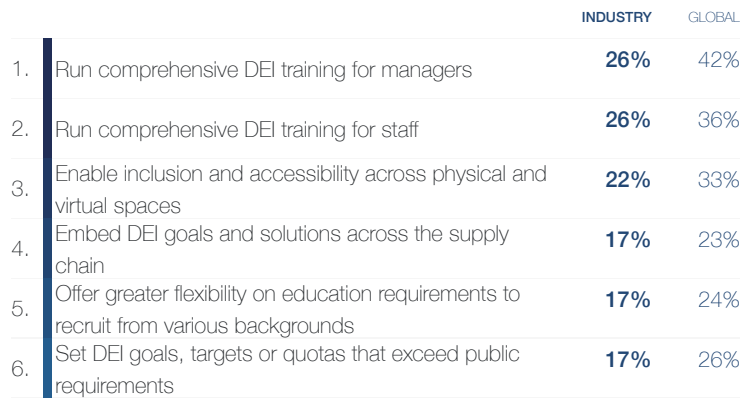 INDUSTRY GLOBAL
1. Run comprehensive DEI training for managers 26% 42%
2. Run comprehensive DEI training for staff 26% 36%
3. Enable inclusion and accessibility across physical and
virtual spaces 22% 33%
4. Embed DEI goals and solutions across the supply
chain 17% 23%
5. Offer greater flexibility on education requirements to
recruit from various backgrounds 17% 24%
6. Set DEI goals, targets or quotas that exceed public
requirements 17% 26%